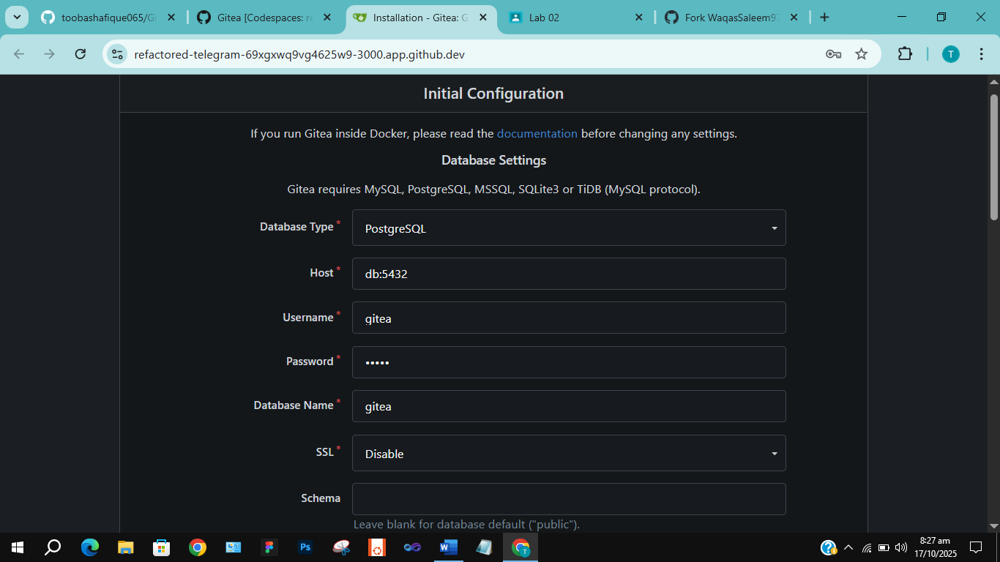 toobashafique065/Gi
Gitea [Codespaces: re
Installation - Gitea: G
Lab 02
Fork WaqasSaleem97
refactored-telegram-69xgxwq9vg4625w9-3000.app.github.dev
T
Initial Configuration
If you run Gitea inside Docker, please read the documentation before changing any settings.
Database Settings
Gitea requires MySQL, PostgreSQL, MSSQL, SQLite3 or TiDB (MySQL protocol).
Database Type *
PostgreSQL
Host *
db:5432
Username *
gitea
Password *
•••••
Database Name *
gitea
SSL *
Disable
Schema
Leave blank for database default ("public").
Ps
W
T
8:27 am
17/10/2025